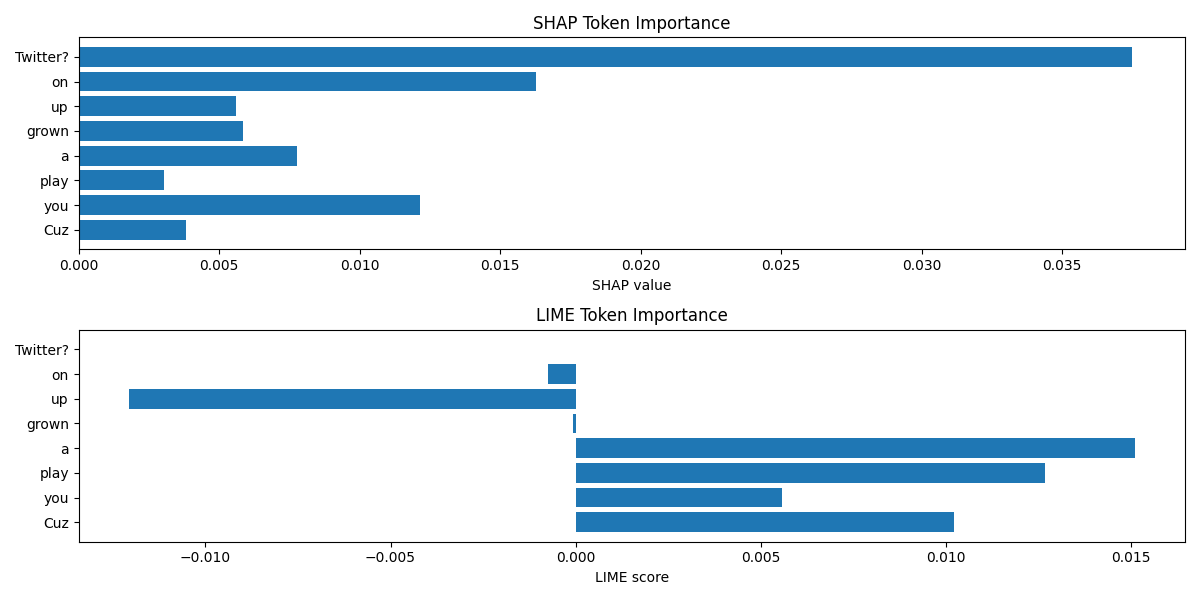 SHAP Token Importance
Twitter?
on
up
grown
a
play
you
Cuz
0.000 0.005 0.010 0.015 0.020 0.025 0.030 0.035
SHAP value
LIME Token Importance
Twitter?
on
up
grown
a
play
you
Cuz
−0.010 −0.005 0.000 0.005 0.010 0.015
LIME score